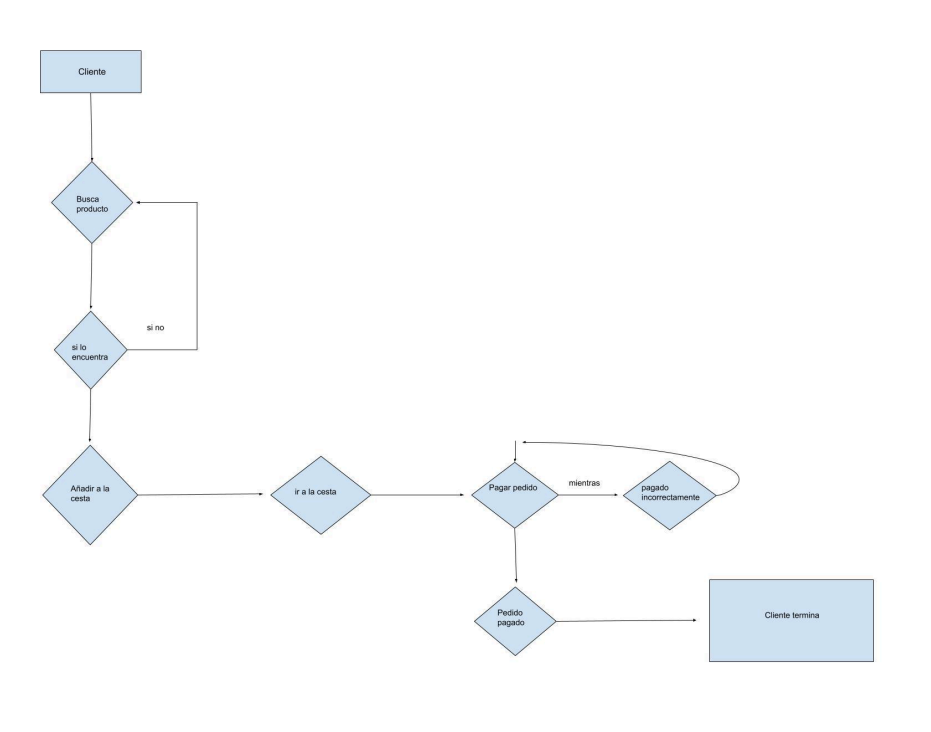 Cliente
Busca
producto
si no
si lo
encuentra
Añadir a la
cesta
ir a la cesta
Pagar pedido
mientras
pagado
incorrectamente
Pedido
pagado
Cliente termina